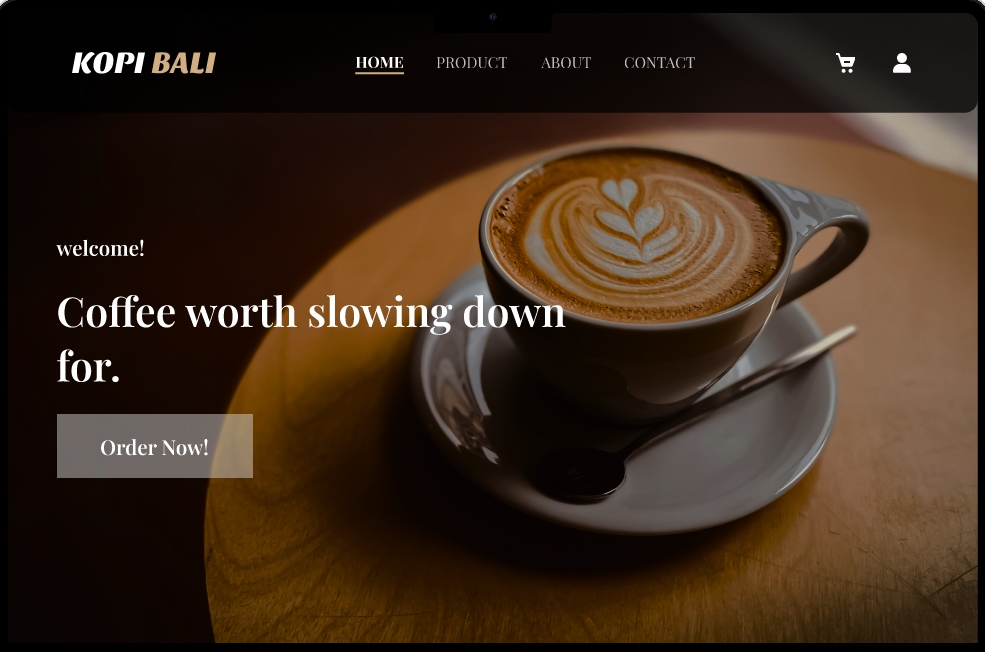 KOPI BALI
HOME PRODUCT ABOUT CONTACT
welcome!
Coffee worth slowing down
for.
Order Now!